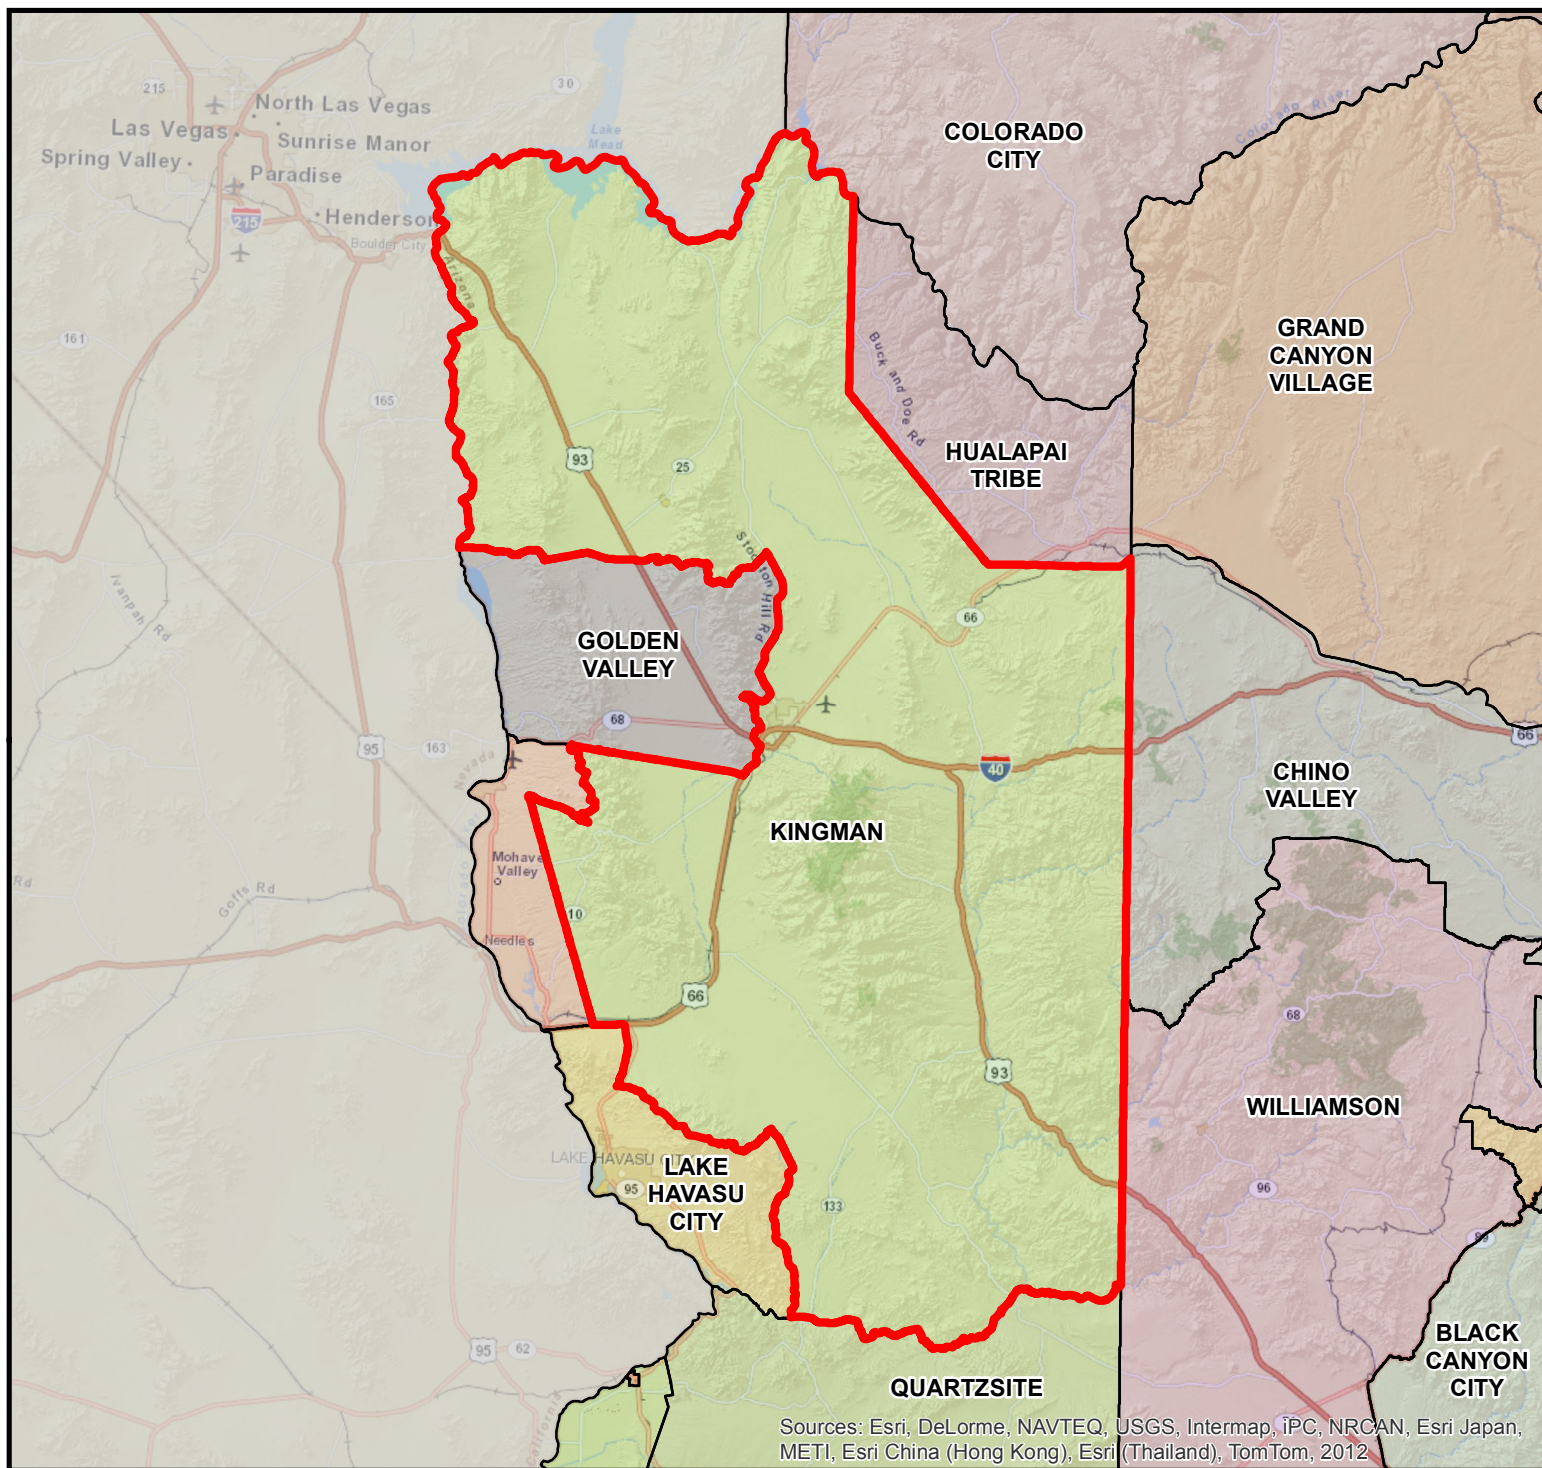 215
30
North Las Vegas
Las Vegas
Sunrise Manor
Spring Valley
Paradise
Henderson
215
Boulder City
Lake
Mead
COLORADO
CITY
Colorado River
Arizona
161
165
GRAND
CANYON
VILLAGE
Buck and Doe Rd
HUALAPAI
TRIBE
93
25
Stockton Hill Rd
Ivanpah Rd
66
GOLDEN
VALLEY
68
95
163
Nevada
40
66
CHINO
VALLEY
KINGMAN
Mohave
Valley
Rd
Goffs Rd
10
Needles
66
68
93
WILLIAMSON
LAKE HAVASU CITY
LAKE
HAVASU
CITY
95
133
96
89
95
62
BLACK
CANYON
CITY
QUARTZSITE
California
Sources: Esri, DeLorme, NAVTEQ, USGS, Intermap, iPC, NRCAN, Esri Japan,
METI, Esri China (Hong Kong), Esri (Thailand), TomTom, 2012